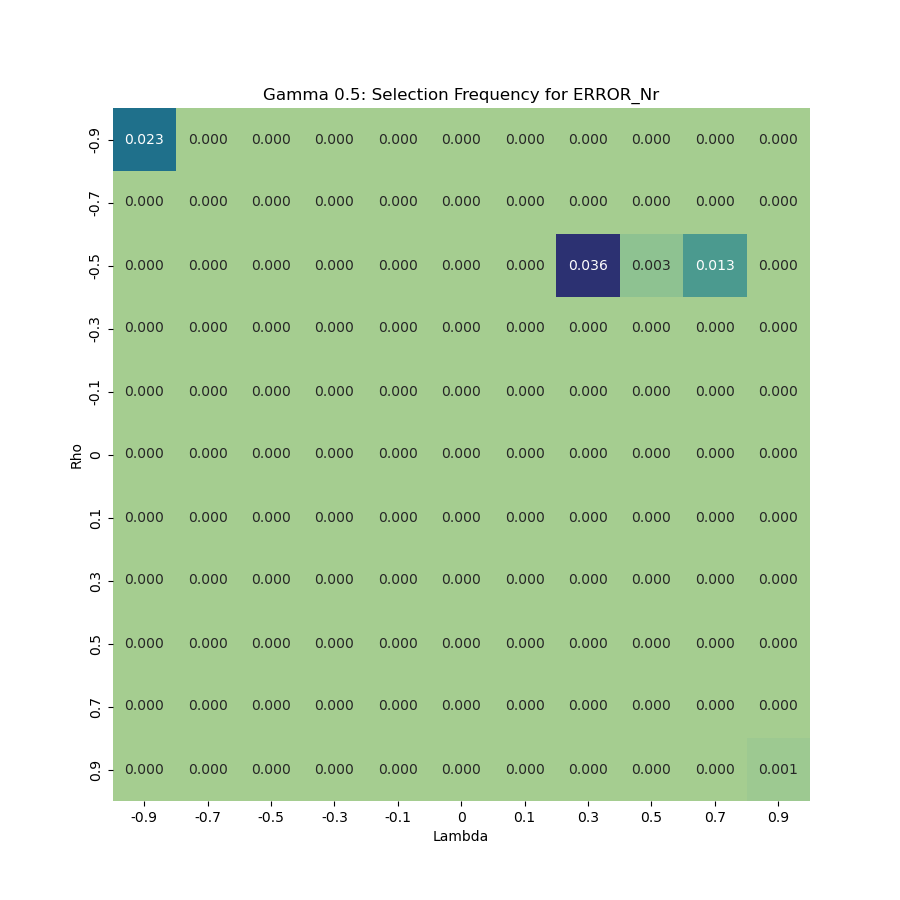 Gamma 0.5: Selection Frequency for ERROR_Nr
-0.9 0.023 0.000 0.000 0.000 0.000 0.000 0.000 0.000 0.000 0.000 0.000
-0.7 0.000 0.000 0.000 0.000 0.000 0.000 0.000 0.000 0.000 0.000 0.000
-0.5 0.000 0.000 0.000 0.000 0.000 0.000 0.000 0.036 0.003 0.013 0.000
-0.3 0.000 0.000 0.000 0.000 0.000 0.000 0.000 0.000 0.000 0.000 0.000
-0.1 0.000 0.000 0.000 0.000 0.000 0.000 0.000 0.000 0.000 0.000 0.000
Rho
0 0.000 0.000 0.000 0.000 0.000 0.000 0.000 0.000 0.000 0.000 0.000
0.1 0.000 0.000 0.000 0.000 0.000 0.000 0.000 0.000 0.000 0.000 0.000
0.3 0.000 0.000 0.000 0.000 0.000 0.000 0.000 0.000 0.000 0.000 0.000
0.5 0.000 0.000 0.000 0.000 0.000 0.000 0.000 0.000 0.000 0.000 0.000
0.7 0.000 0.000 0.000 0.000 0.000 0.000 0.000 0.000 0.000 0.000 0.000
0.9 0.000 0.000 0.000 0.000 0.000 0.000 0.000 0.000 0.000 0.000 0.001
-0.9 -0.7 -0.5 -0.3 -0.1 0 0.1 0.3 0.5 0.7 0.9
Lambda